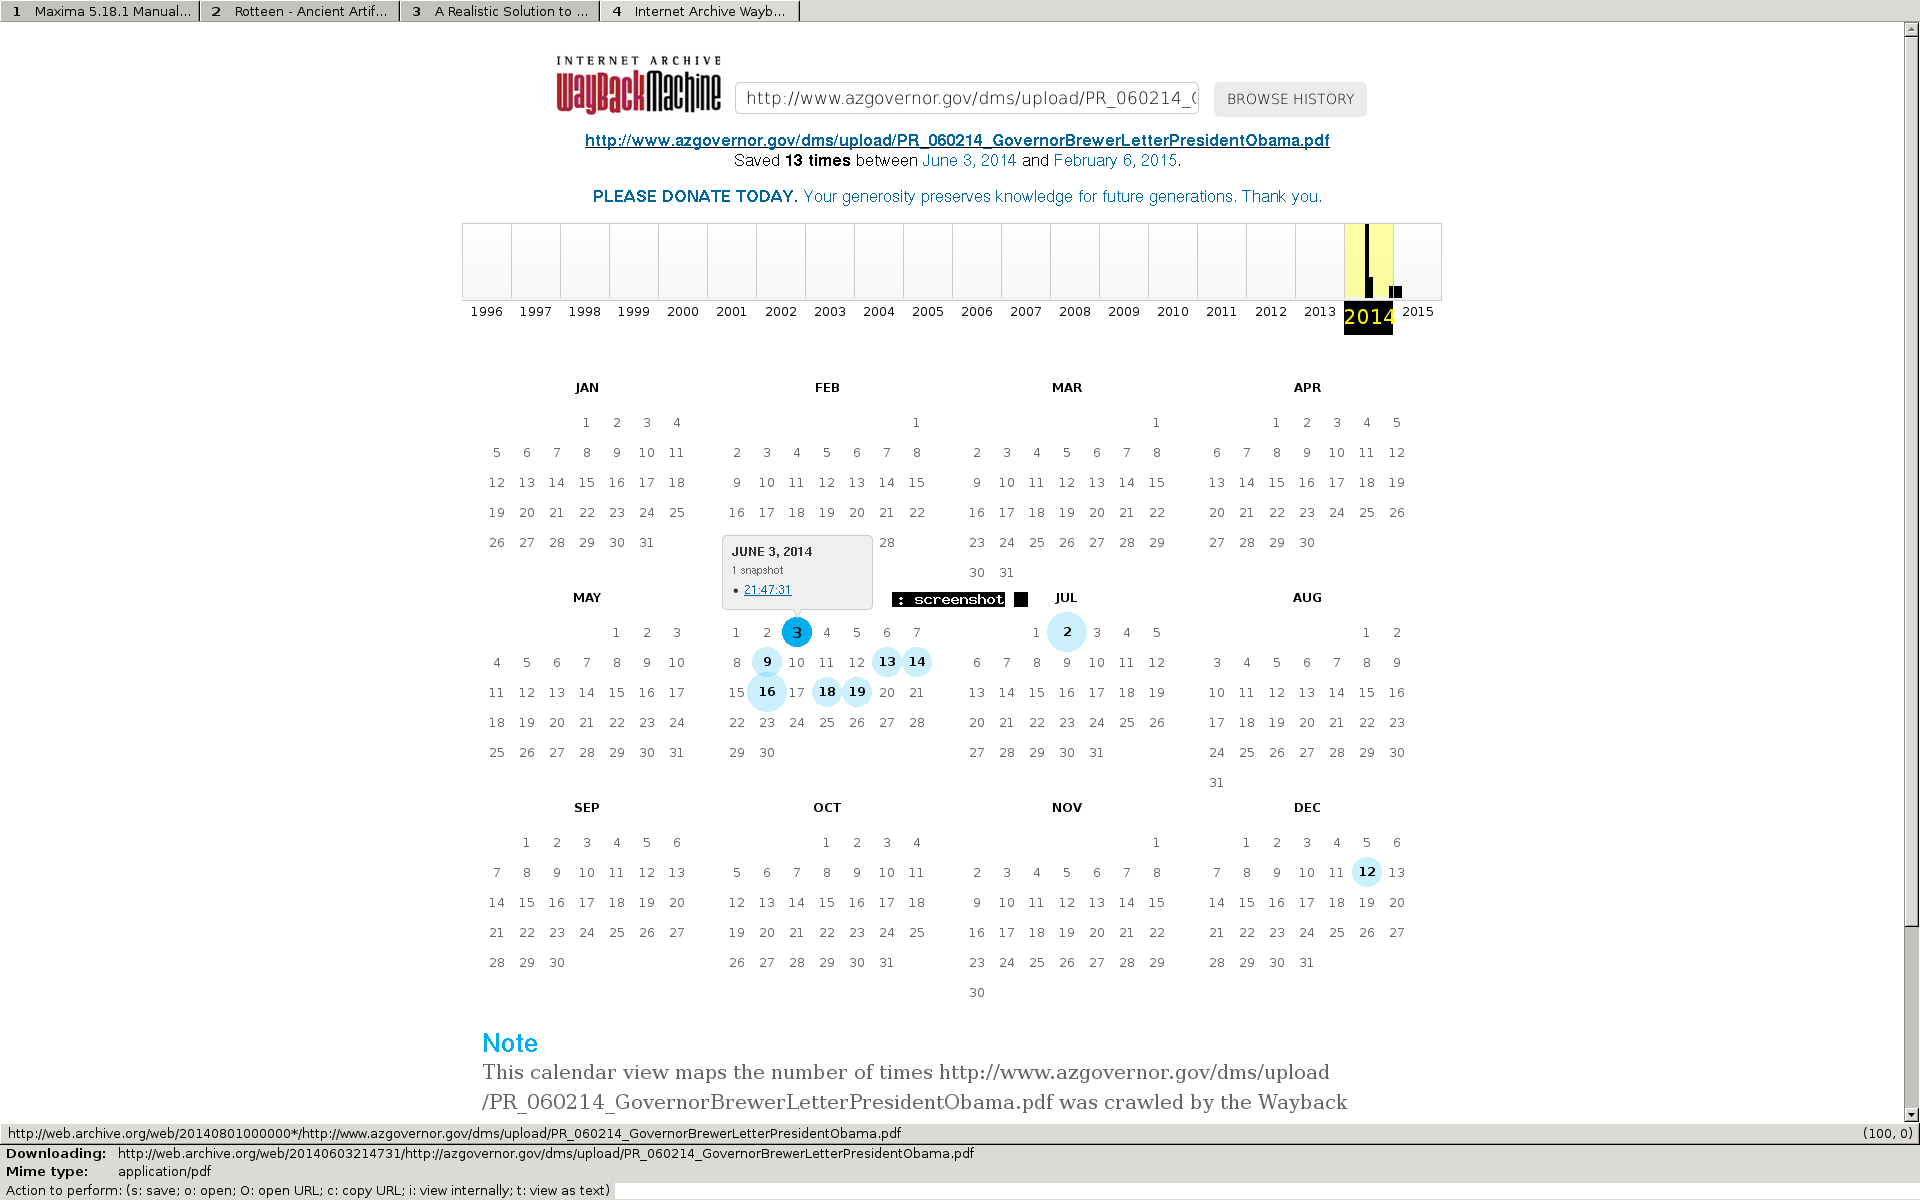 1 Maxima 5.18.1 Manual... 2 Rotteen - Ancient Artif... 3 A Realistic Solution to ... 4 Internet Archive Wayb...
INTERNET ARCHIVE
WayBackMachine
http://www.azgovernor.gov/dms/upload/PR_060214_( BROWSE HISTORY
http://www.azgovernor.gov/dms/upload/PR_060214_GovernorBrewerLetterPresidentObama.pdf
Saved 13 times between June 3, 2014 and February 6, 2015.
PLEASE DONATE TODAY. Your generosity preserves knowledge for future generations. Thank you.
1996 1997 1998 1999 2000 2001 2002 2003 2004 2005 2006 2007 2008 2009 2010 2011 2012 2013 2014 2015
JAN FEB MAR APR
1 2 3 4 1 1 1 2 3 4 5
5 6 7 8 9 10 11 2 3 4 5 6 7 8 2 3 4 5 6 7 8 6 7 8 9 10 11 12
12 13 14 15 16 17 18 9 10 11 12 13 14 15 9 10 11 12 13 14 15 13 14 15 16 17 18 19
19 20 21 22 23 24 25 16 17 18 19 20 21 22 16 17 18 19 20 21 22 20 21 22 23 24 25 26
26 27 28 29 30 31 28 23 24 25 26 27 28 29 27 28 29 30
30 31
JUNE 3, 2014
1 snapshot
• 21:47:31
MAY : screenshot JUL AUG
1 2 3 1 2 3 4 5 6 7 1 2 3 4 5 1 2
4 5 6 7 8 9 10 8 9 10 11 12 13 14 6 7 8 9 10 11 12 3 4 5 6 7 8 9
11 12 13 14 15 16 17 15 16 17 18 19 20 21 13 14 15 16 17 18 19 10 11 12 13 14 15 16
18 19 20 21 22 23 24 22 23 24 25 26 27 28 20 21 22 23 24 25 26 17 18 19 20 21 22 23
25 26 27 28 29 30 31 29 30 27 28 29 30 31 24 25 26 27 28 29 30
31
SEP OCT NOV DEC
1 2 3 4 5 6 1 2 3 4 1 1 2 3 4 5 6
7 8 9 10 11 12 13 5 6 7 8 9 10 11 2 3 4 5 6 7 8 7 8 9 10 11 12 13
14 15 16 17 18 19 20 12 13 14 15 16 17 18 9 10 11 12 13 14 15 14 15 16 17 18 19 20
21 22 23 24 25 26 27 19 20 21 22 23 24 25 16 17 18 19 20 21 22 21 22 23 24 25 26 27
28 29 30 26 27 28 29 30 31 23 24 25 26 27 28 29 28 29 30 31
30
Note
This calendar view maps the number of times http://www.azgovernor.gov/dms/upload
/PR_060214_GovernorBrewerLetterPresidentObama.pdf was crawled by the Wayback
http://web.archive.org/web/20140801000000*/http://www.azgovernor.gov/dms/upload/PR_060214_GovernorBrewerLetterPresidentObama.pdf (100, 0)
Downloading: http://web.archive.org/web/20140603214731/http://azgovernor.gov/dms/upload/PR_060214_GovernorBrewerLetterPresidentObama.pdf
Mime type: application/pdf
Action to perform: (s: save; o: open; O: open URL; c: copy URL; i: view internally; t: view as text)